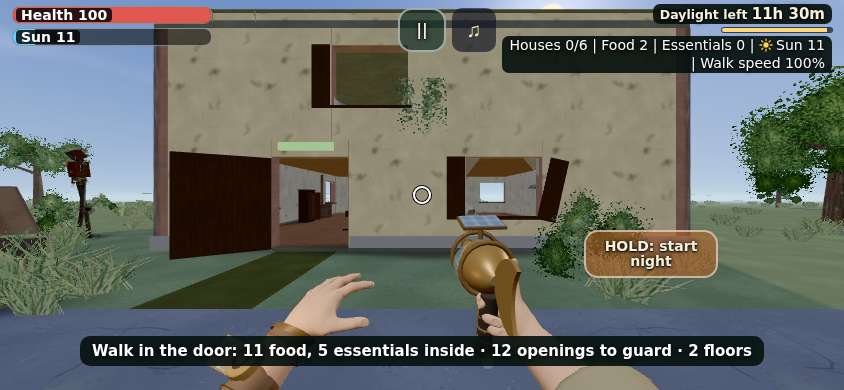 Health 100
Sun 11
Daylight left 11h 30m
Houses 0/6 | Food 2 | Essentials 0 | ☀ Sun 11
| Walk speed 100%
HOLD: start
night
Walk in the door: 11 food, 5 essentials inside · 12 openings to guard · 2 floors